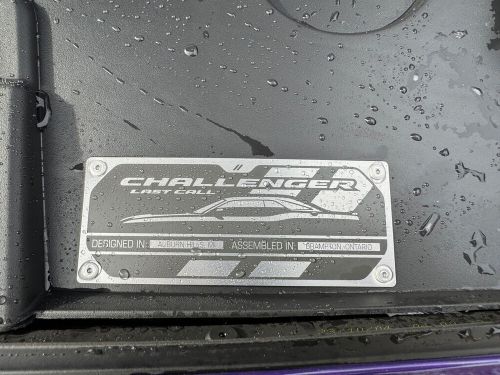 CHALLENGER
LAST CALL
DESIGNED IN: AUBURN HILLS, MI ASSEMBLED IN: BRAMPTON, ONTARIO